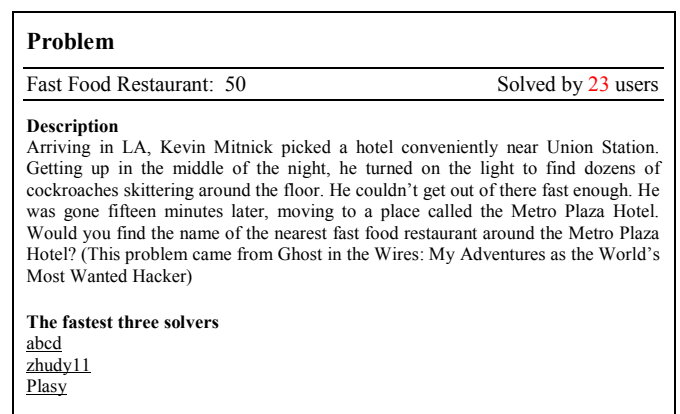 Problem
Fast Food Restaurant: 50 Solved by 23 users
Description
Arriving in LA, Kevin Mitnick picked a hotel conveniently near Union Station.
Getting up in the middle of the night, he turned on the light to find dozens of
cockroaches skittering around the floor. He couldn't get out of there fast enough. He
was gone fifteen minutes later, moving to a place called the Metro Plaza Hotel.
Would you find the name of the nearest fast food restaurant around the Metro Plaza
Hotel? (This problem came from Ghost in the Wires: My Adventures as the World's
Most Wanted Hacker)
The fastest three solvers
abcd
zhudy11
Plasy